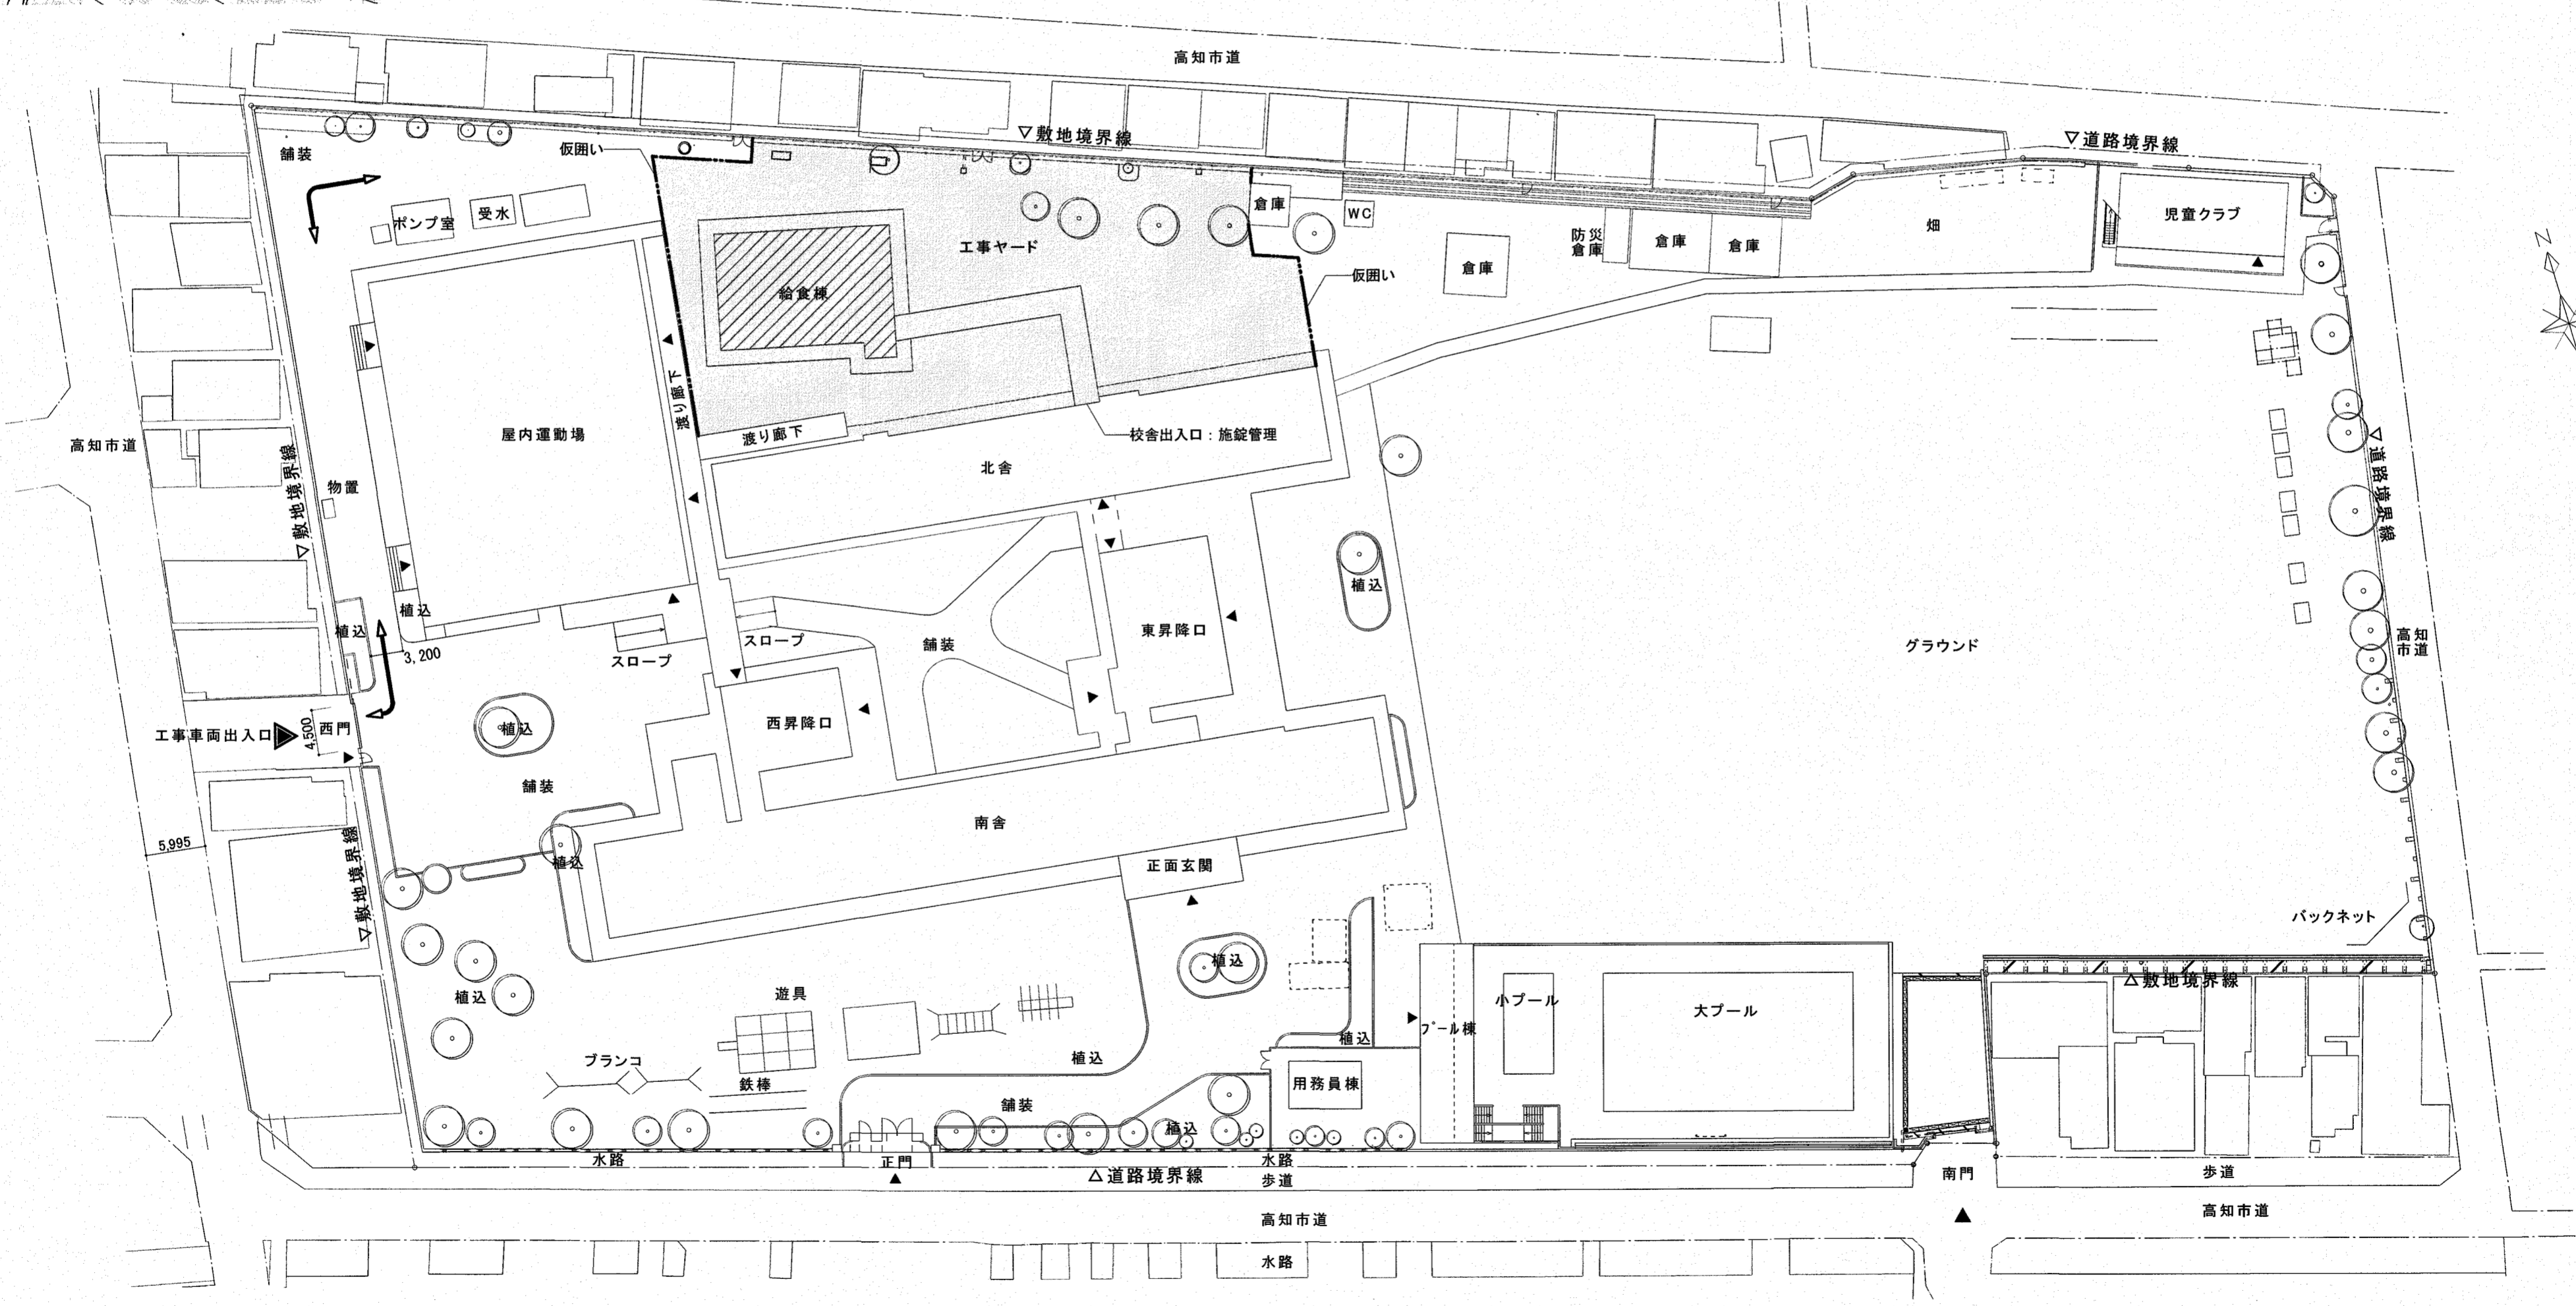 高知市道
▽敷地境界線
▽道路境界線
舗装
仮囲い
ポンプ室
受水
倉庫
WC
防災
倉庫
倉庫
倉庫
倉庫
畑
児童クラブ
N
工事ヤード
仮囲い
給食棟
渡り廊下
渡り廊下
校舎出入口：施錠管理
屋内運動場
高知市道
▽敷地境界線
物置
北舎
▽道路境界線
植込
植込
植込
3,200
スロープ
スロープ
舗装
東昇降口
グラウンド
高知
市道
工事車両出入口
4,500
西門
植込
西昇降口
舗装
5,995
▽敷地境界線
植込
南舎
正面玄関
バックネット
植込
植込
遊具
小プール
大プール
△敷地境界線
プール棟
植込
植込
ブランコ
鉄棒
用務員棟
舗装
植込
水路
正門
△道路境界線
水路
歩道
南門
歩道
高知市道
高知市道
水路